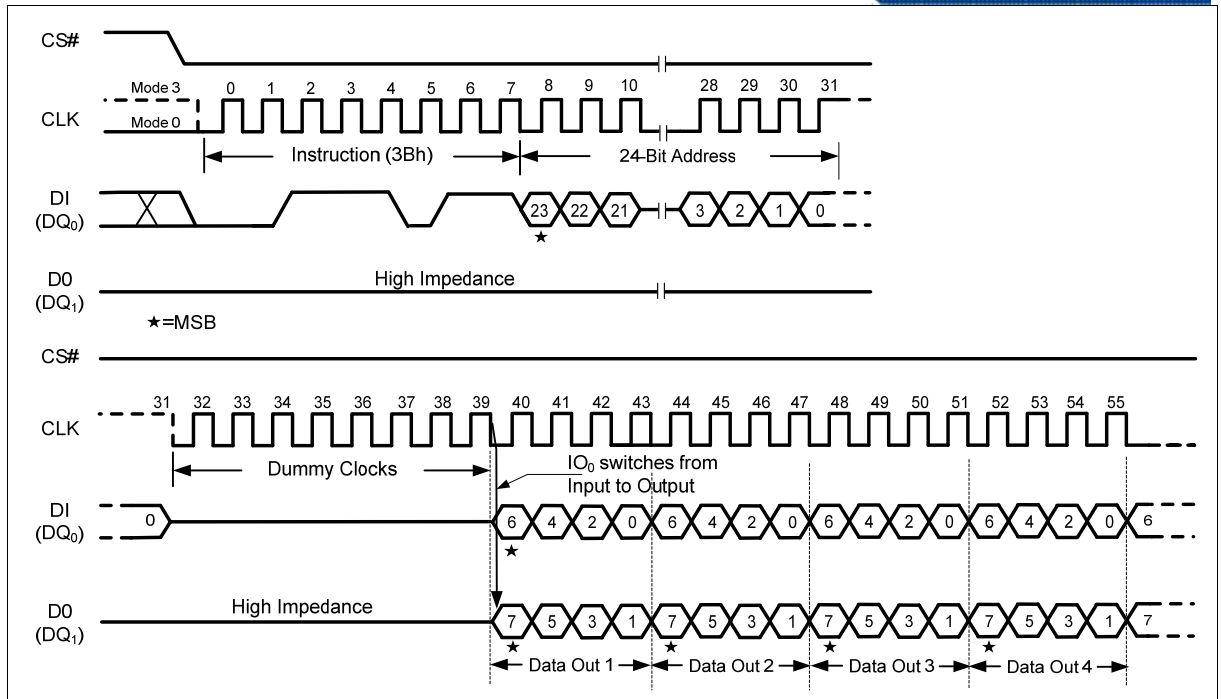 CS#
Mode 3
Mode 0
CLK
0 1 2 3 4 5 6 7 8 9 10 28 29 30 31
Instruction (3Bh)
24-Bit Address
DI
(DQ0)
23 22 21 3 2 1 0
★
D0
(DQ1)
High Impedance
★=MSB
CS#
CLK
31 32 33 34 35 36 37 38 39 40 41 42 43 44 45 46 47 48 49 50 51 52 53 54 55
Dummy Clocks
IO0 switches from
Input to Output
DI
(DQ0)
0 6 4 2 0 6 4 2 0 6 4 2 0 6 4 2 0 6
★
D0
(DQ1)
High Impedance
7 5 3 1 7 5 3 1 7 5 3 1 7 5 3 1 7
★ ★ ★ ★
Data Out 1 Data Out 2 Data Out 3 Data Out 4